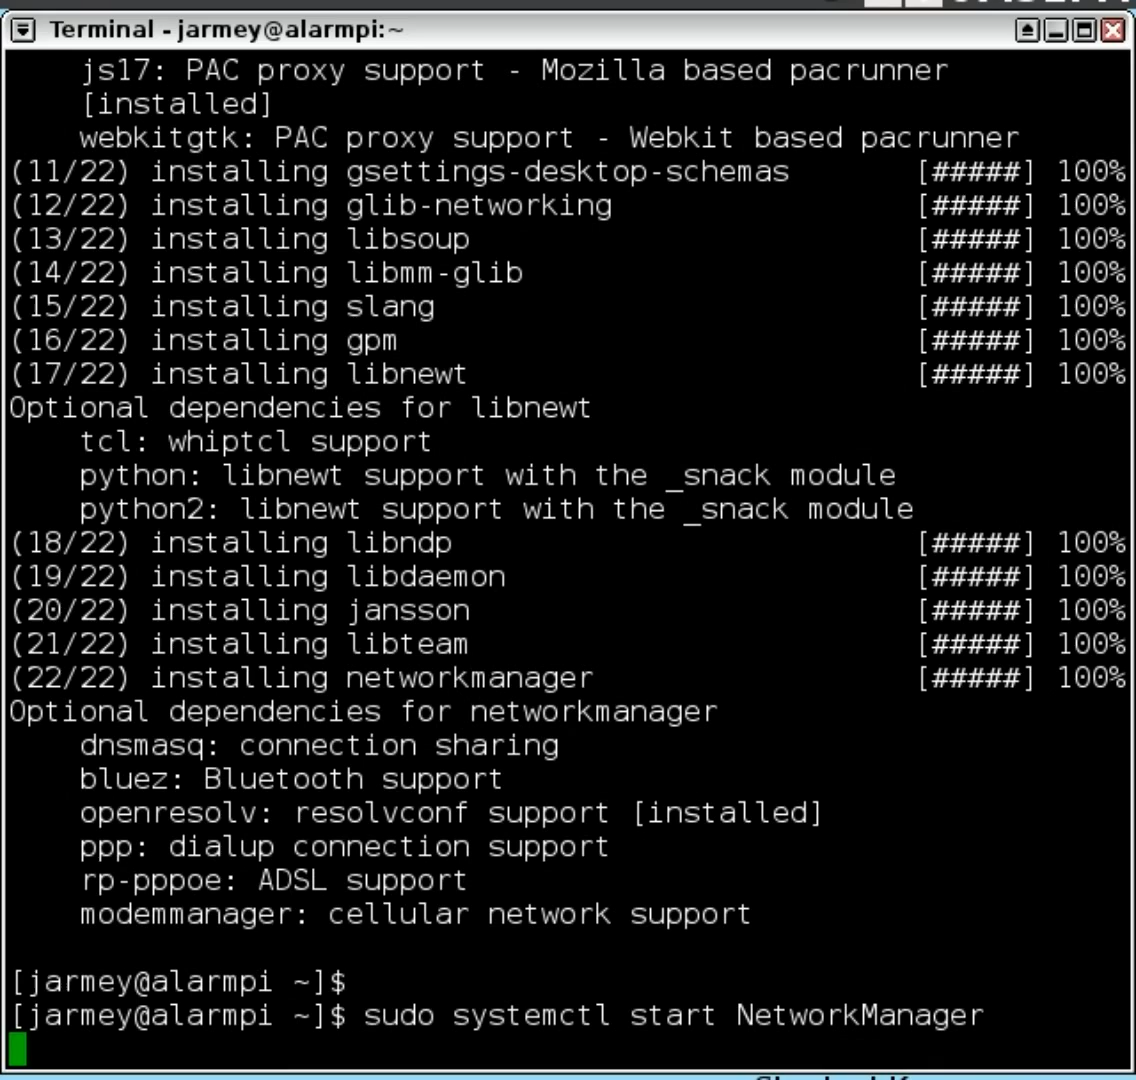 Terminal - jarmey@alarmpi:~
js17: PAC proxy support - Mozilla based pacrunner
[installed]
webkitgtk: PAC proxy support - Webkit based pacrunner
(11/22) installing gsettings-desktop-schemas [#####] 100%
(12/22) installing glib-networking [#####] 100%
(13/22) installing libsoup [#####] 100%
(14/22) installing libmm-glib [#####] 100%
(15/22) installing slang [#####] 100%
(16/22) installing gpm [#####] 100%
(17/22) installing libnewt [#####] 100%
Optional dependencies for libnewt
tcl: whiptcl support
python: libnewt support with the _snack module
python2: libnewt support with the _snack module
(18/22) installing libndp [#####] 100%
(19/22) installing libdaemon [#####] 100%
(20/22) installing jansson [#####] 100%
(21/22) installing libteam [#####] 100%
(22/22) installing networkmanager [#####] 100%
Optional dependencies for networkmanager
dnsmasq: connection sharing
bluez: Bluetooth support
openresolv: resolvconf support [installed]
ppp: dialup connection support
rp-pppoe: ADSL support
modemmanager: cellular network support
[jarmey@alarmpi ~]$
[jarmey@alarmpi ~]$ sudo systemctl start NetworkManager